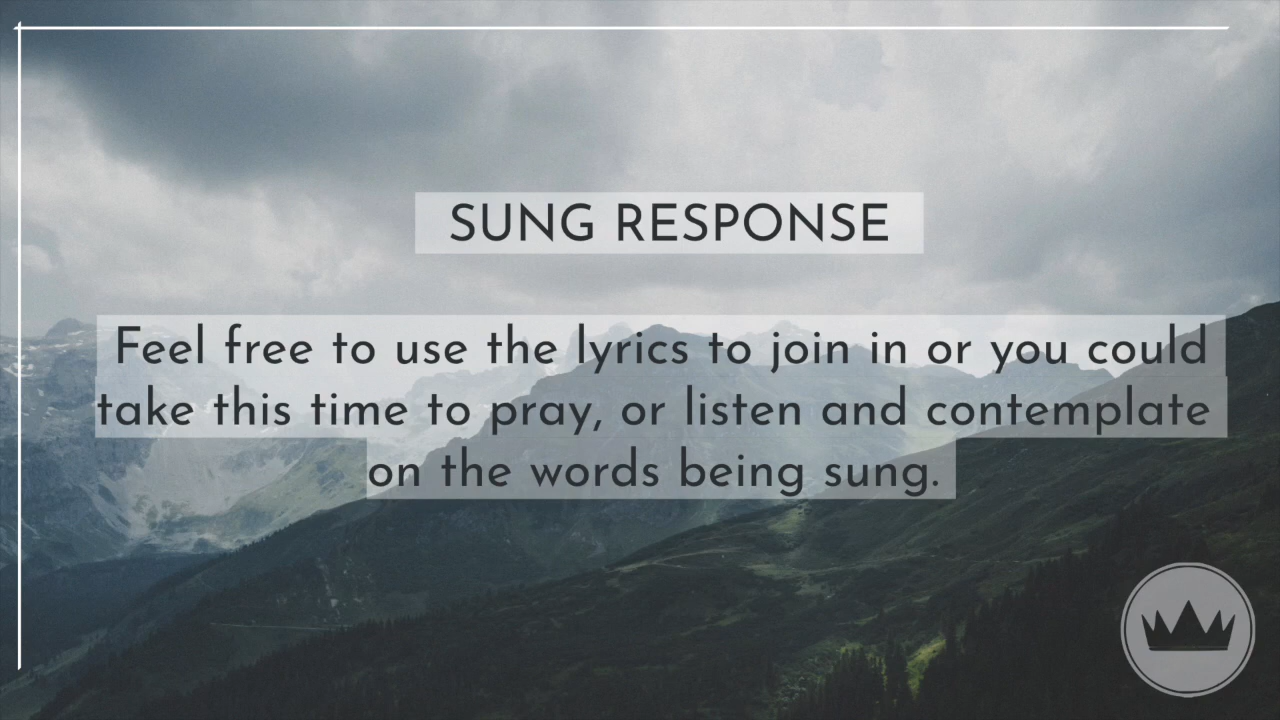 SUNG RESPONSE
Feel free to use the lyrics to join in or you could
take this time to pray, or listen and contemplate
on the words being sung.